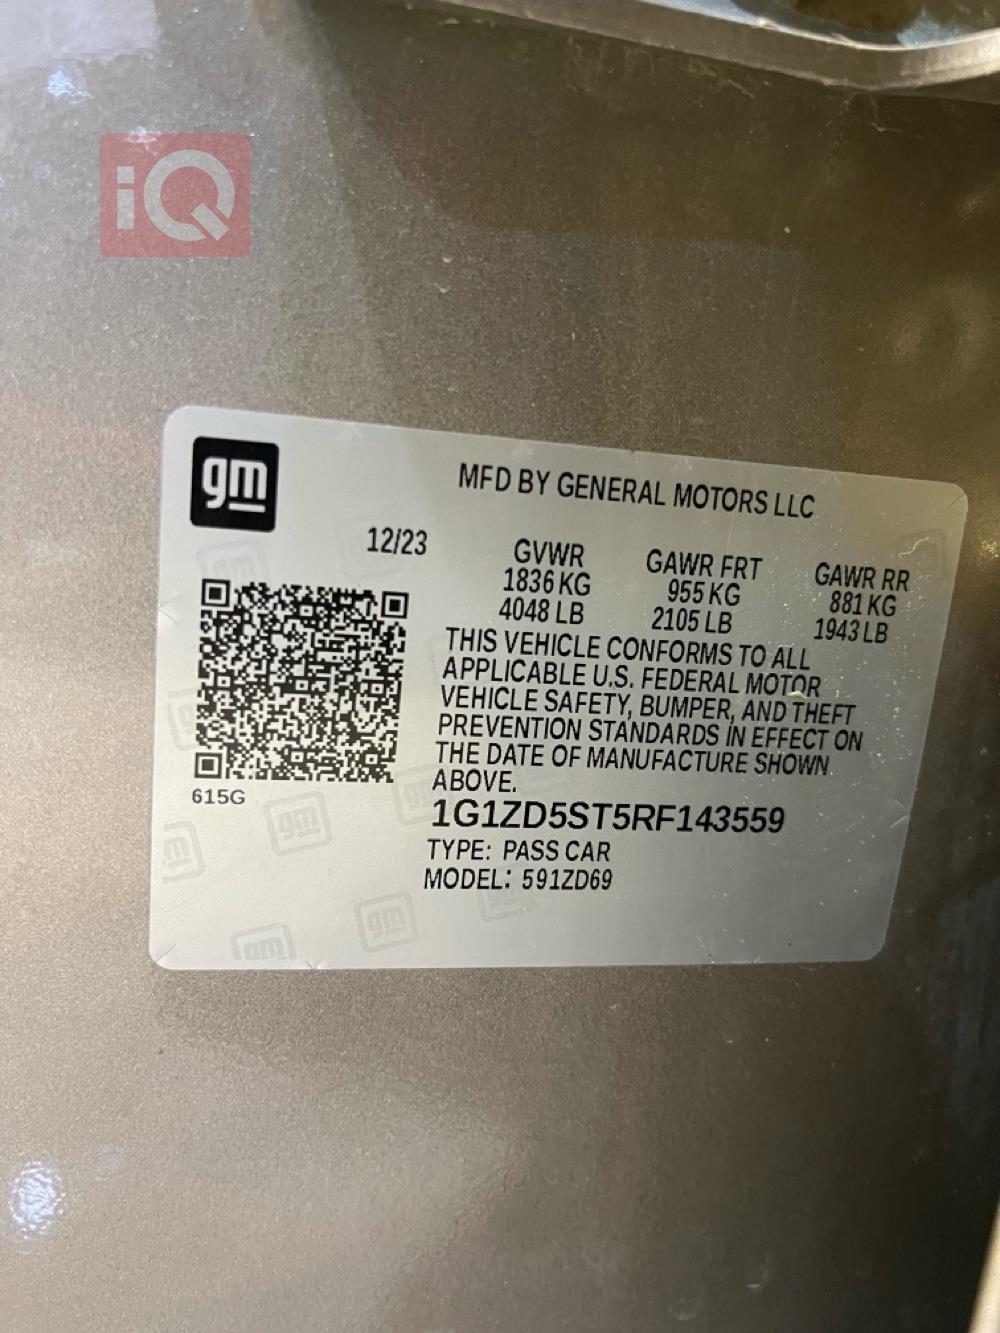 iQ
gm
MFD BY GENERAL MOTORS LLC
12/23
GVWR GAWR FRT GAWR RR
1836 KG 955 KG 881 KG
4048 LB 2105 LB 1943 LB
THIS VEHICLE CONFORMS TO ALL
APPLICABLE U.S. FEDERAL MOTOR
VEHICLE SAFETY, BUMPER, AND THEFT
PREVENTION STANDARDS IN EFFECT ON
THE DATE OF MANUFACTURE SHOWN
ABOVE.
615G
1G1ZD5ST5RF143559
TYPE: PASS CAR
MODEL: 591ZD69